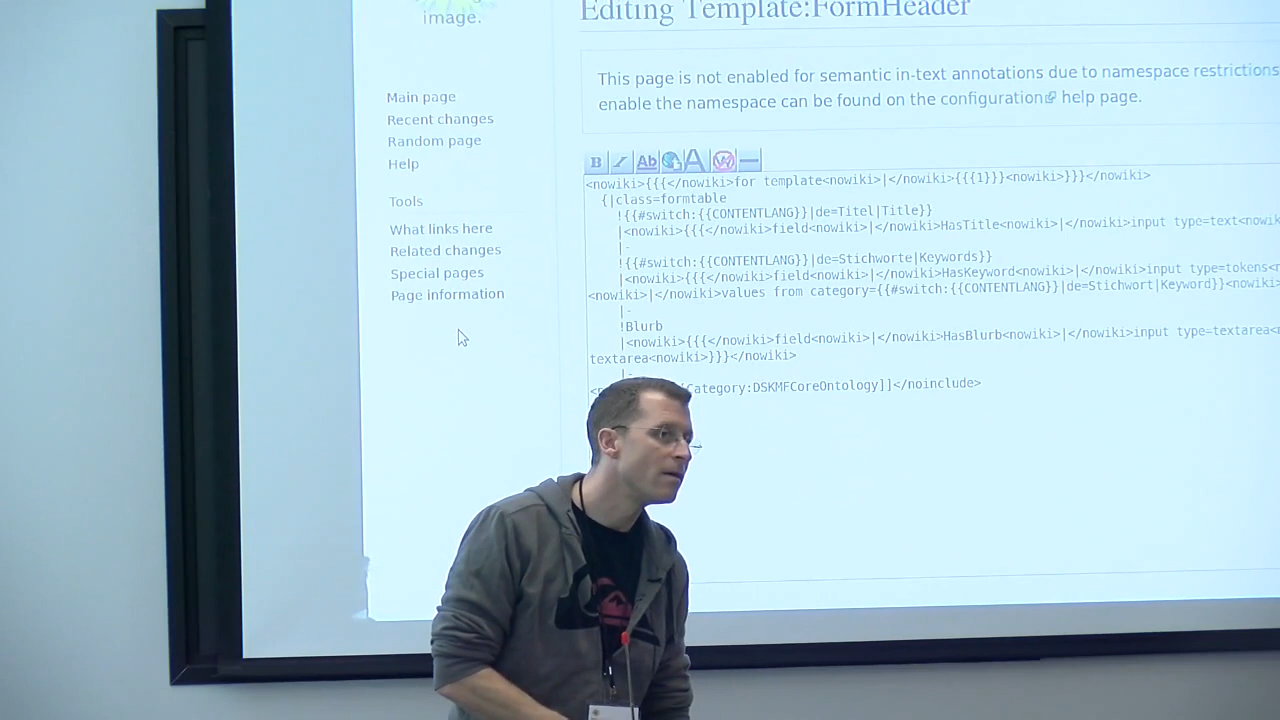 image.
Main page
Recent changes
Random page
Help
Tools
What links here
Related changes
Special pages
Page information
Editing Template:FormHeader
This page is not enabled for semantic in-text annotations due to namespace restrictions
enable the namespace can be found on the configuration help page.
B I Ab A W
<nowiki>{{{</nowiki>for template<nowiki>|</nowiki>{{{1}}}<nowiki>}}}</nowiki>
{|class=formtable
!{{#switch:{{CONTENTLANG}}|de=Titel|Title}}
|<nowiki>{{{</nowiki>field<nowiki>|</nowiki>HasTitle<nowiki>|</nowiki>input type=text<nowik
|-
!{{#switch:{{CONTENTLANG}}|de=Stichworte|Keywords}}
|<nowiki>{{{</nowiki>field<nowiki>|</nowiki>HasKeyword<nowiki>|</nowiki>input type=tokens<n
<nowiki>|</nowiki>values from category={{#switch:{{CONTENTLANG}}|de=Stichwort|Keyword}}<nowiki>
|-
!Blurb
|<nowiki>{{{</nowiki>field<nowiki>|</nowiki>HasBlurb<nowiki>|</nowiki>input type=textarea<n
textarea<nowiki>}}}</nowiki>
|-
Category:DSKMFCoreOntology]]</noinclude>